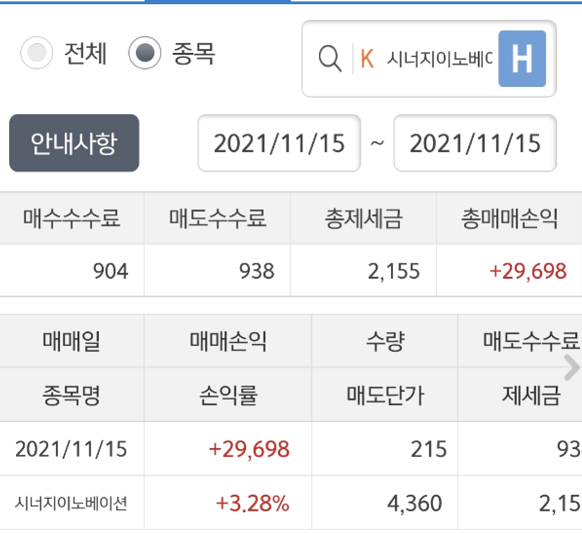 전체 종목 K 시너지이노베 H
안내사항 2021/11/15 ~ 2021/11/15
매수수수료 매도수수료 총제세금 총매매손익
904 938 2,155 +29,698
매매일 매매손익 수량 매도수수료
종목명 손익률 매도단가 제세금
2021/11/15 +29,698 215 93
시너지이노베이션 +3.28% 4,360 2,15